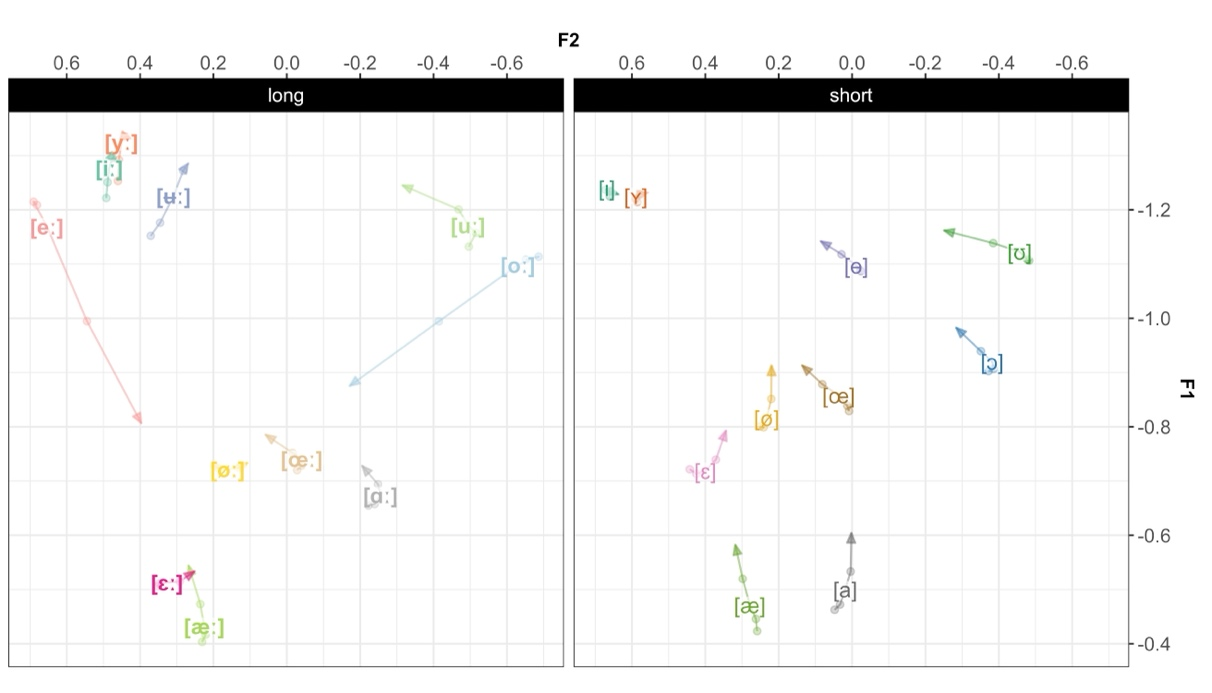 F2
0.6 0.4 0.2 0.0 -0.2 -0.4 -0.6 0.6 0.4 0.2 0.0 -0.2 -0.4 -0.6
long short
[yː]
[iː]
[ʉː]
[eː]
[uː]
[oː]
[œː]
[øː]
[ɑː]
[ɛː]
[æː]
[ɪ] [ʏ]
[ɵ]
[ʊ]
[ɔ]
[œ]
[ø]
[ɛ]
[a]
[æ]
-1.2
-1.0
-0.8
-0.6
-0.4
F1